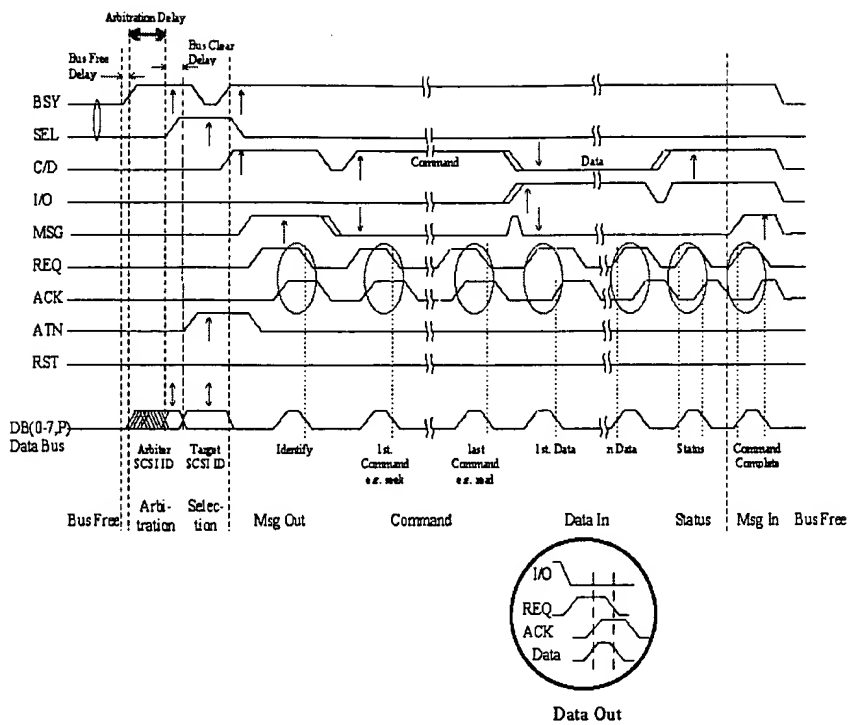 Arbitration Delay
Bus Free
Delay
Bus Clear
Delay
BSY
SEL
C/D
Command
Data
I/O
MSG
REQ
ACK
ATN
RST
DB(0-7,P)
Data Bus
Arbiter
SCSI ID
Target
SCSI ID
Identify
1st.
Command
e.g. seek
last
Command
e.g. read
1st. Data
n Data
Status
Command
Complete
Bus Free
Arbi-
tration
Selec-
tion
Msg Out
Command
Data In
Status
Msg In
Bus Free
I/O
REQ
ACK
Data
Data Out